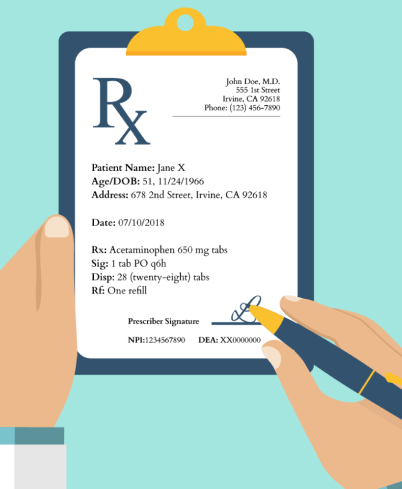 Rx
John Doe, M.D.
555 1st Street
Irvine, CA 92618
Phone: (123) 456-7890
Patient Name: Jane X
Age/DOB: 51, 11/24/1966
Address: 678 2nd Street, Irvine, CA 92618
Date: 07/10/2018
Rx: Acetaminophen 650 mg tabs
Sig: 1 tab PO q6h
Disp: 28 (twenty-eight) tabs
Rf: One refill
Prescriber Signature
NPI:1234567890 DEA: XX0000000